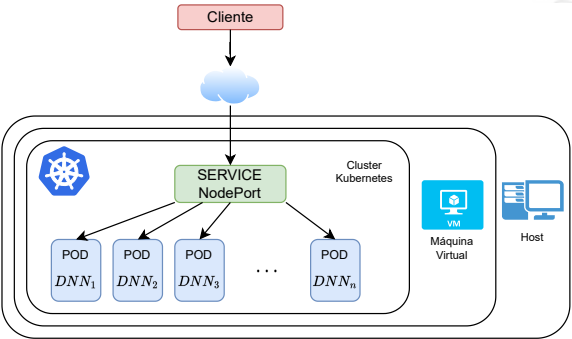 Cliente
SERVICE
NodePort
Cluster
Kubernetes
POD
DNN₁
POD
DNN₂
POD
DNN₃
. . .
POD
DNNₙ
VM
Máquina
Virtual
Host